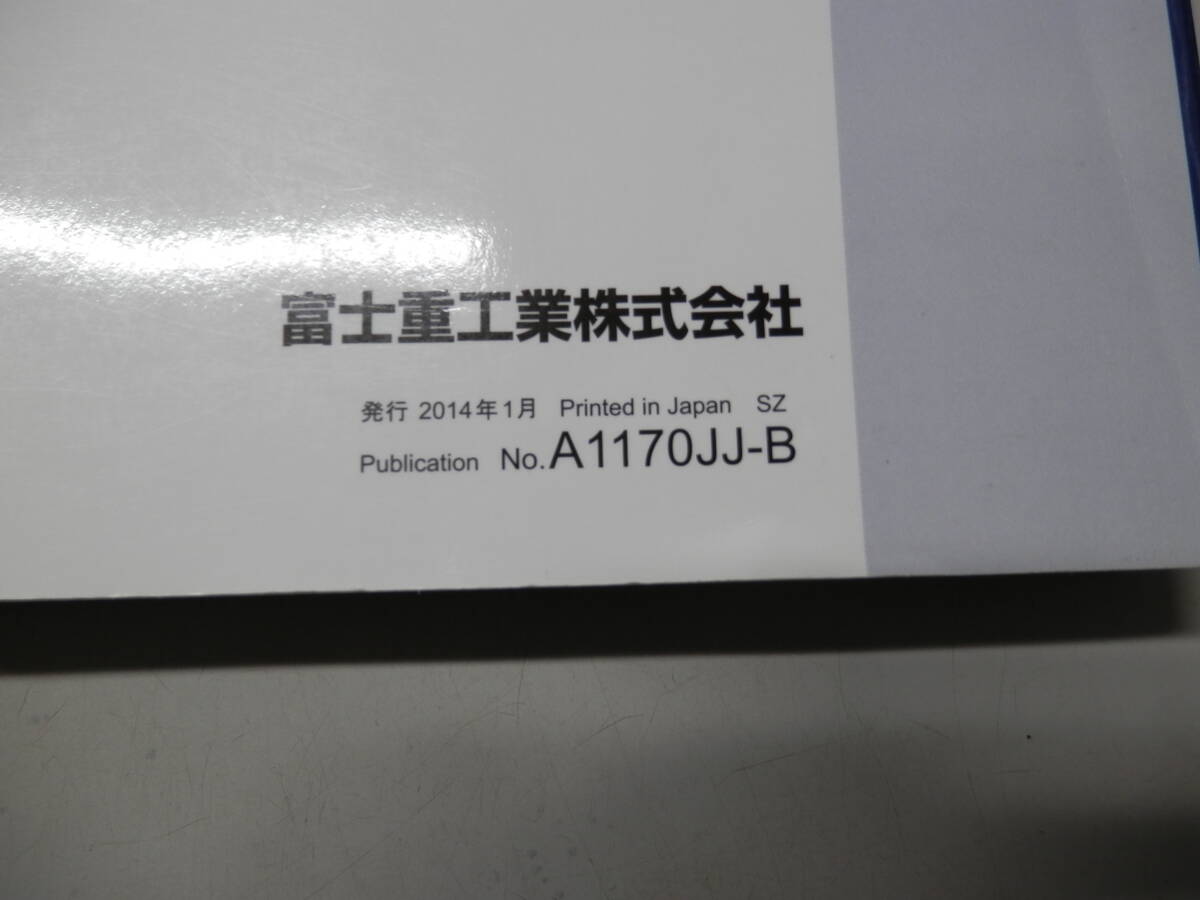 富士重工業株式会社
発行 2014年1月 Printed in Japan SZ
Publication No.A1170JJ-B